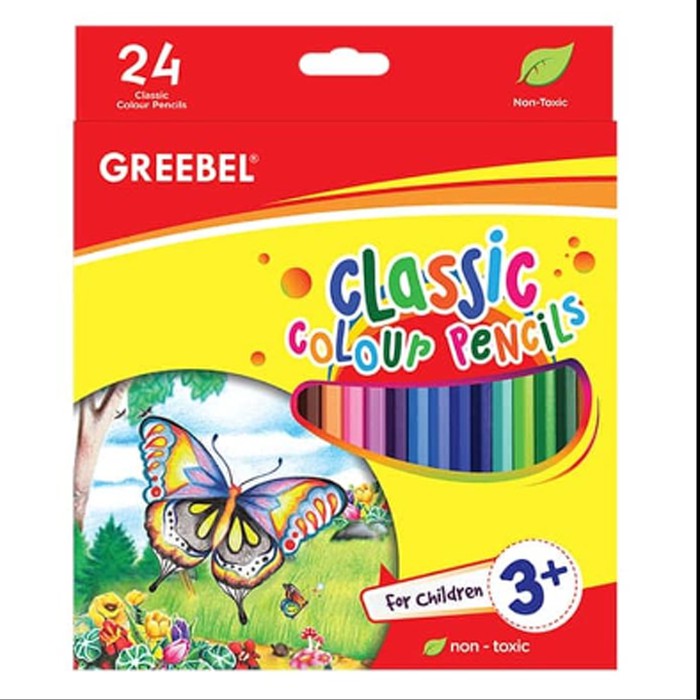 24
Classic
Colour Pencils
Non-Toxic
GREEBEL®
CLassic
COLOUr PENCILS
For Children
3+
non - toxic